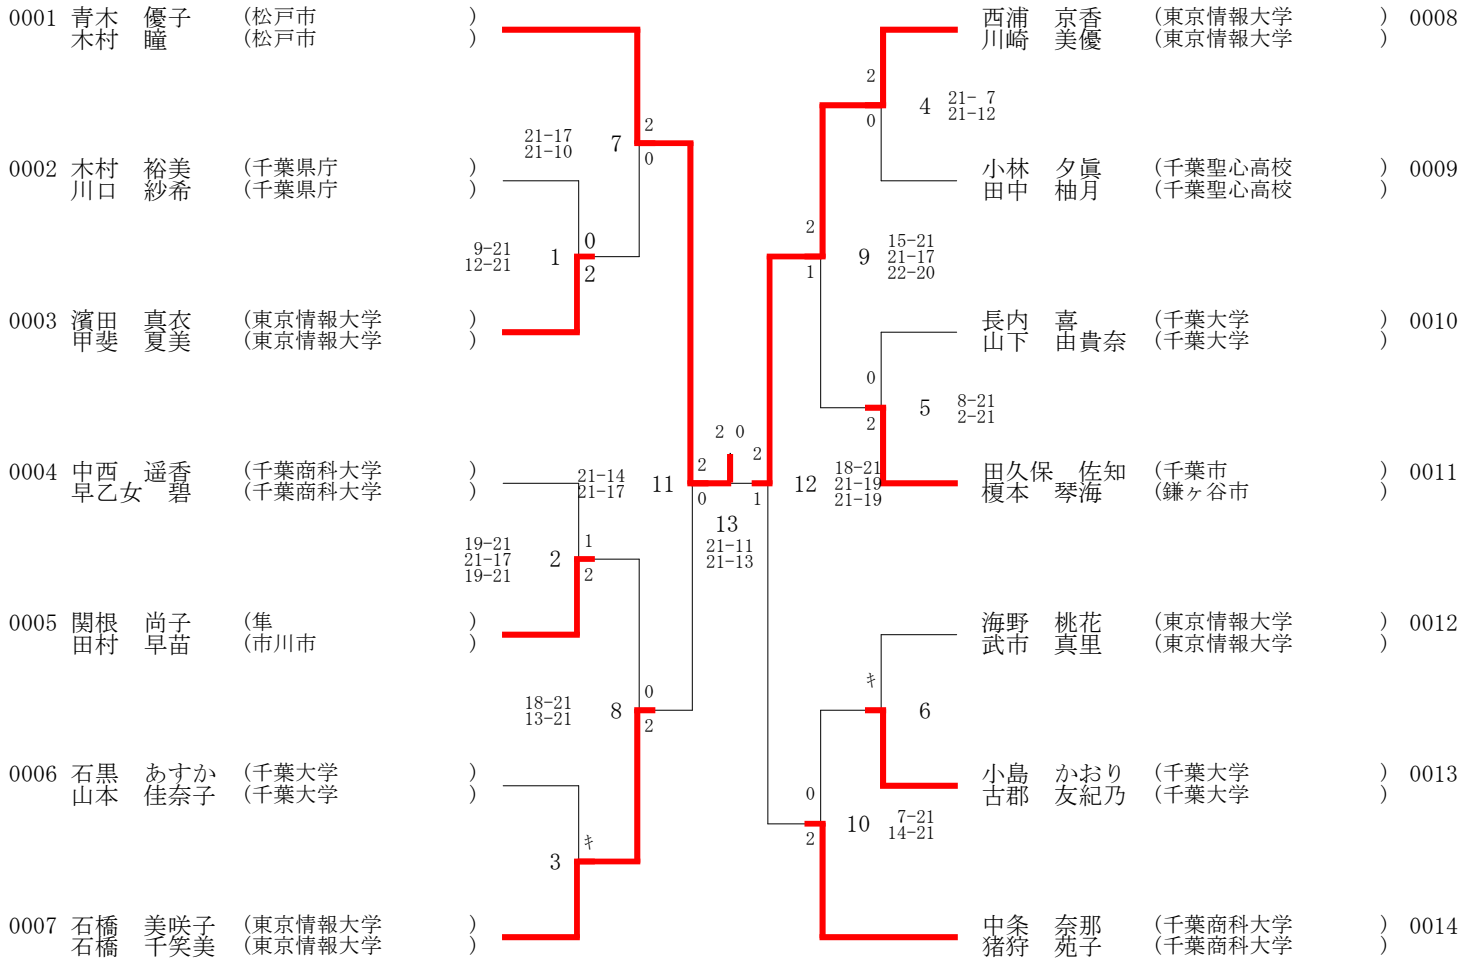 0001 青木　優子 (松戸市 )
木村　瞳 (松戸市 )
0002 木村　裕美 (千葉県庁 )
川口　紗希 (千葉県庁 )
0003 濱田　真衣 (東京情報大学 )
甲斐　夏美 (東京情報大学 )
0004 中西　遥香 (千葉商科大学 )
早乙女　碧 (千葉商科大学 )
0005 関根　尚子 (隼 )
田村　早苗 (市川市 )
0006 石黒　あすか (千葉大学 )
山本　佳奈子 (千葉大学 )
0007 石橋　美咲子 (東京情報大学 )
石橋　千笑美 (東京情報大学 )
21-17
21-10
7
2
0
9-21
12-21
1
0
2
21-14
21-17
11
2
0
19-21
21-17
19-21
2
1
2
18-21
13-21
8
0
2
3
ｷ
2 0
13
21-11
21-13
西浦　京香 (東京情報大学 ) 0008
川崎　美優 (東京情報大学 )
小林　夕眞 (千葉聖心高校 ) 0009
田中　柚月 (千葉聖心高校 )
長内　喜 (千葉大学 ) 0010
山下　由貴奈 (千葉大学 )
田久保　佐知 (千葉市 ) 0011
榎本　琴海 (鎌ヶ谷市 )
海野　桃花 (東京情報大学 ) 0012
武市　真里 (東京情報大学 )
小島　かおり (千葉大学 ) 0013
古郡　友紀乃 (千葉大学 )
中条　奈那 (千葉商科大学 ) 0014
猪狩　苑子 (千葉商科大学 )
2
0
4
21- 7
21-12
2
1
9
15-21
21-17
22-20
0
2
5
8-21
2-21
2
1
12
18-21
21-19
21-19
ｷ
6
0
2
10
7-21
14-21